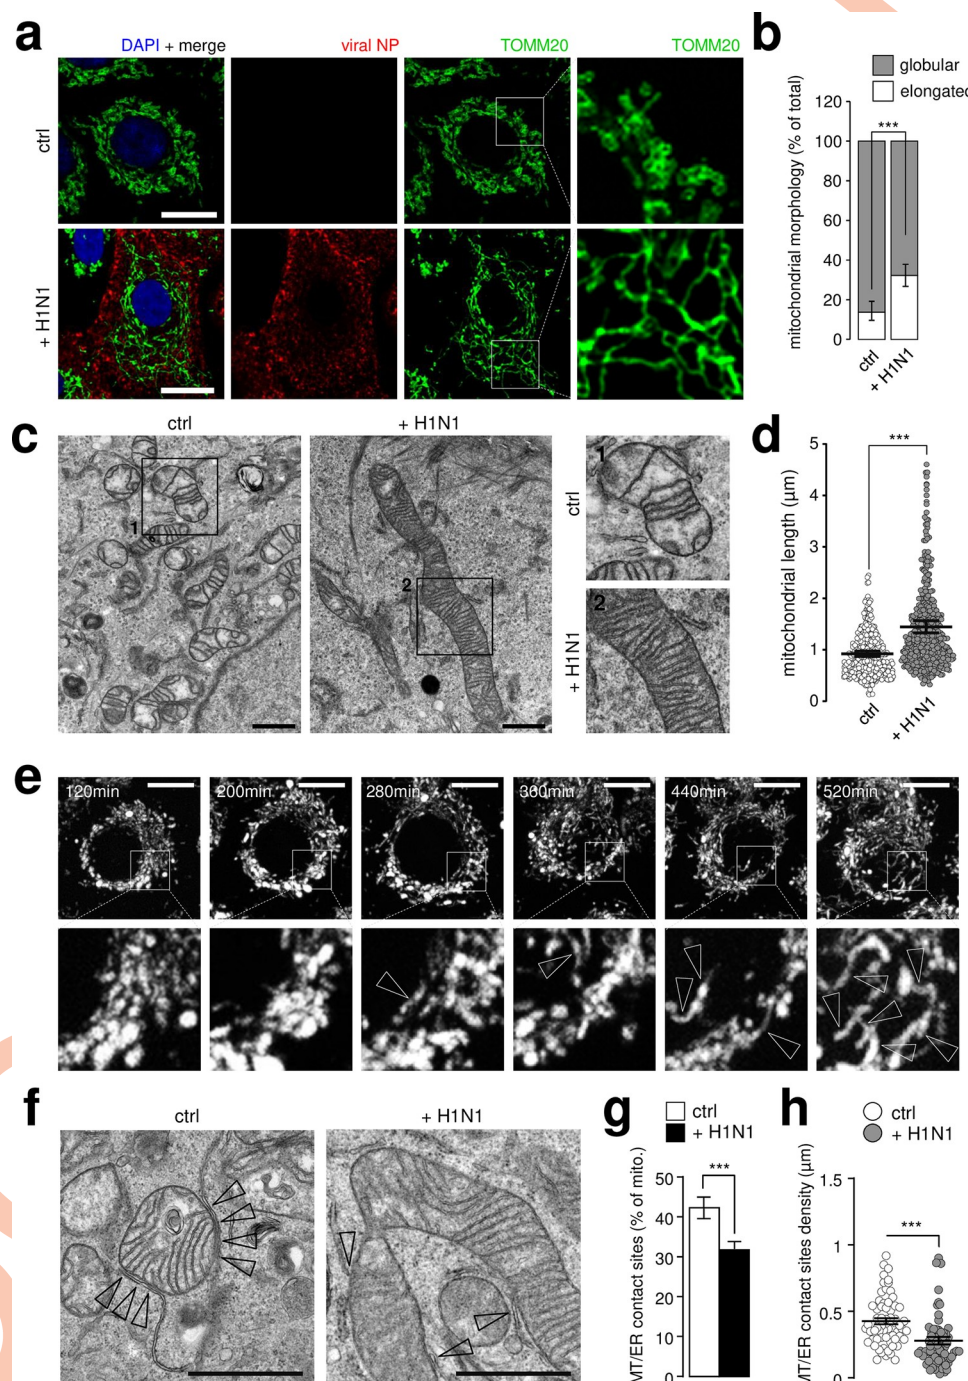 a
DAPI + merge
viral NP
TOMM20
TOMM20
ctrl
+ H1N1
b
globular
elongated
mitochondrial morphology (% of total)
120
100
80
60
40
20
0
***
ctrl
+ H1N1
c
ctrl
+ H1N1
1
2
ctrl
1
+ H1N1
2
d
mitochondrial length (µm)
5
4
3
2
1
0
***
ctrl
+ H1N1
e
120min
200min
280min
360min
440min
520min
f
ctrl
+ H1N1
g
ctrl
+ H1N1
MT/ER contact sites (% of mito.)
50
40
30
20
10
0
***
h
ctrl
+ H1N1
MT/ER contact sites density (µm)
1.5
1
0.5
0
***